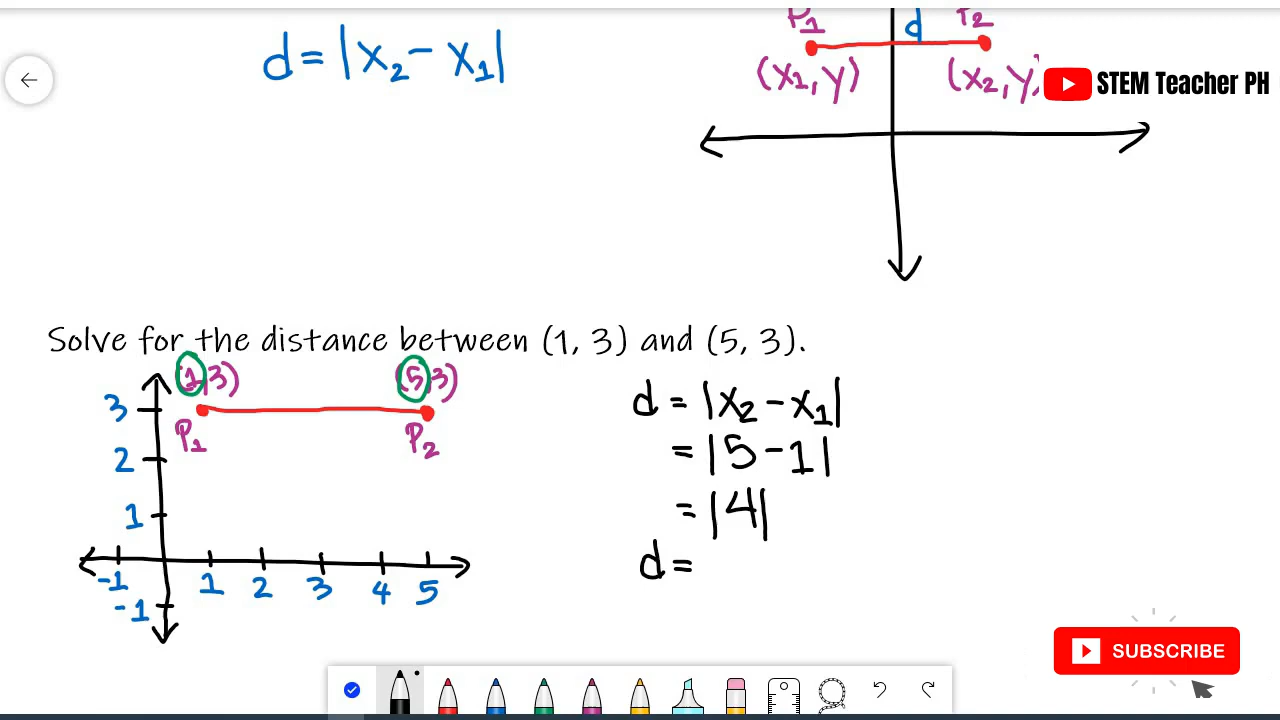 d = |x₂ - x₁|
P₁ d P₂
(x₁, y) (x₂, y)
STEM Teacher PH
Solve for the distance between (1, 3) and (5, 3).
(1, 3) (5, 3)
P₁ P₂
3
2
1
-1 1 2 3 4 5
-1
d = |x₂ - x₁|
= |5 - 1|
= |4|
d =
SUBSCRIBE